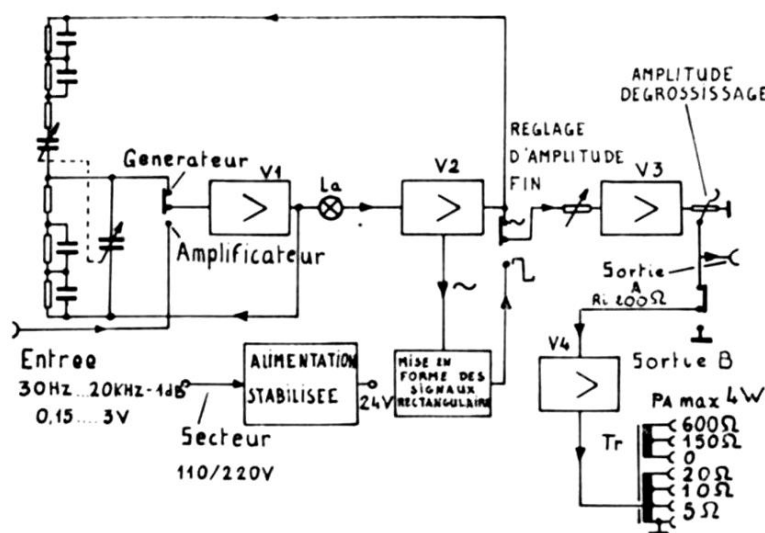 AMPLITUDE
DEGROSSISSAGE
REGLAGE
D'AMPLITUDE
FIN
Generateur
V1
La
V2
V3
Amplificateur
~
~
Sortie
A
Ri 200Ω
Entree
30Hz...20KHz-1dB
0,15....3V
Secteur
110/220V
ALIMENTATION
STABILISEE
24V
MISE EN
FORME DES
SIGNAUX
RECTANGULAIRE
V4
Sortie B
PA max 4W
Tr
600Ω
150Ω
0
20Ω
10Ω
5Ω